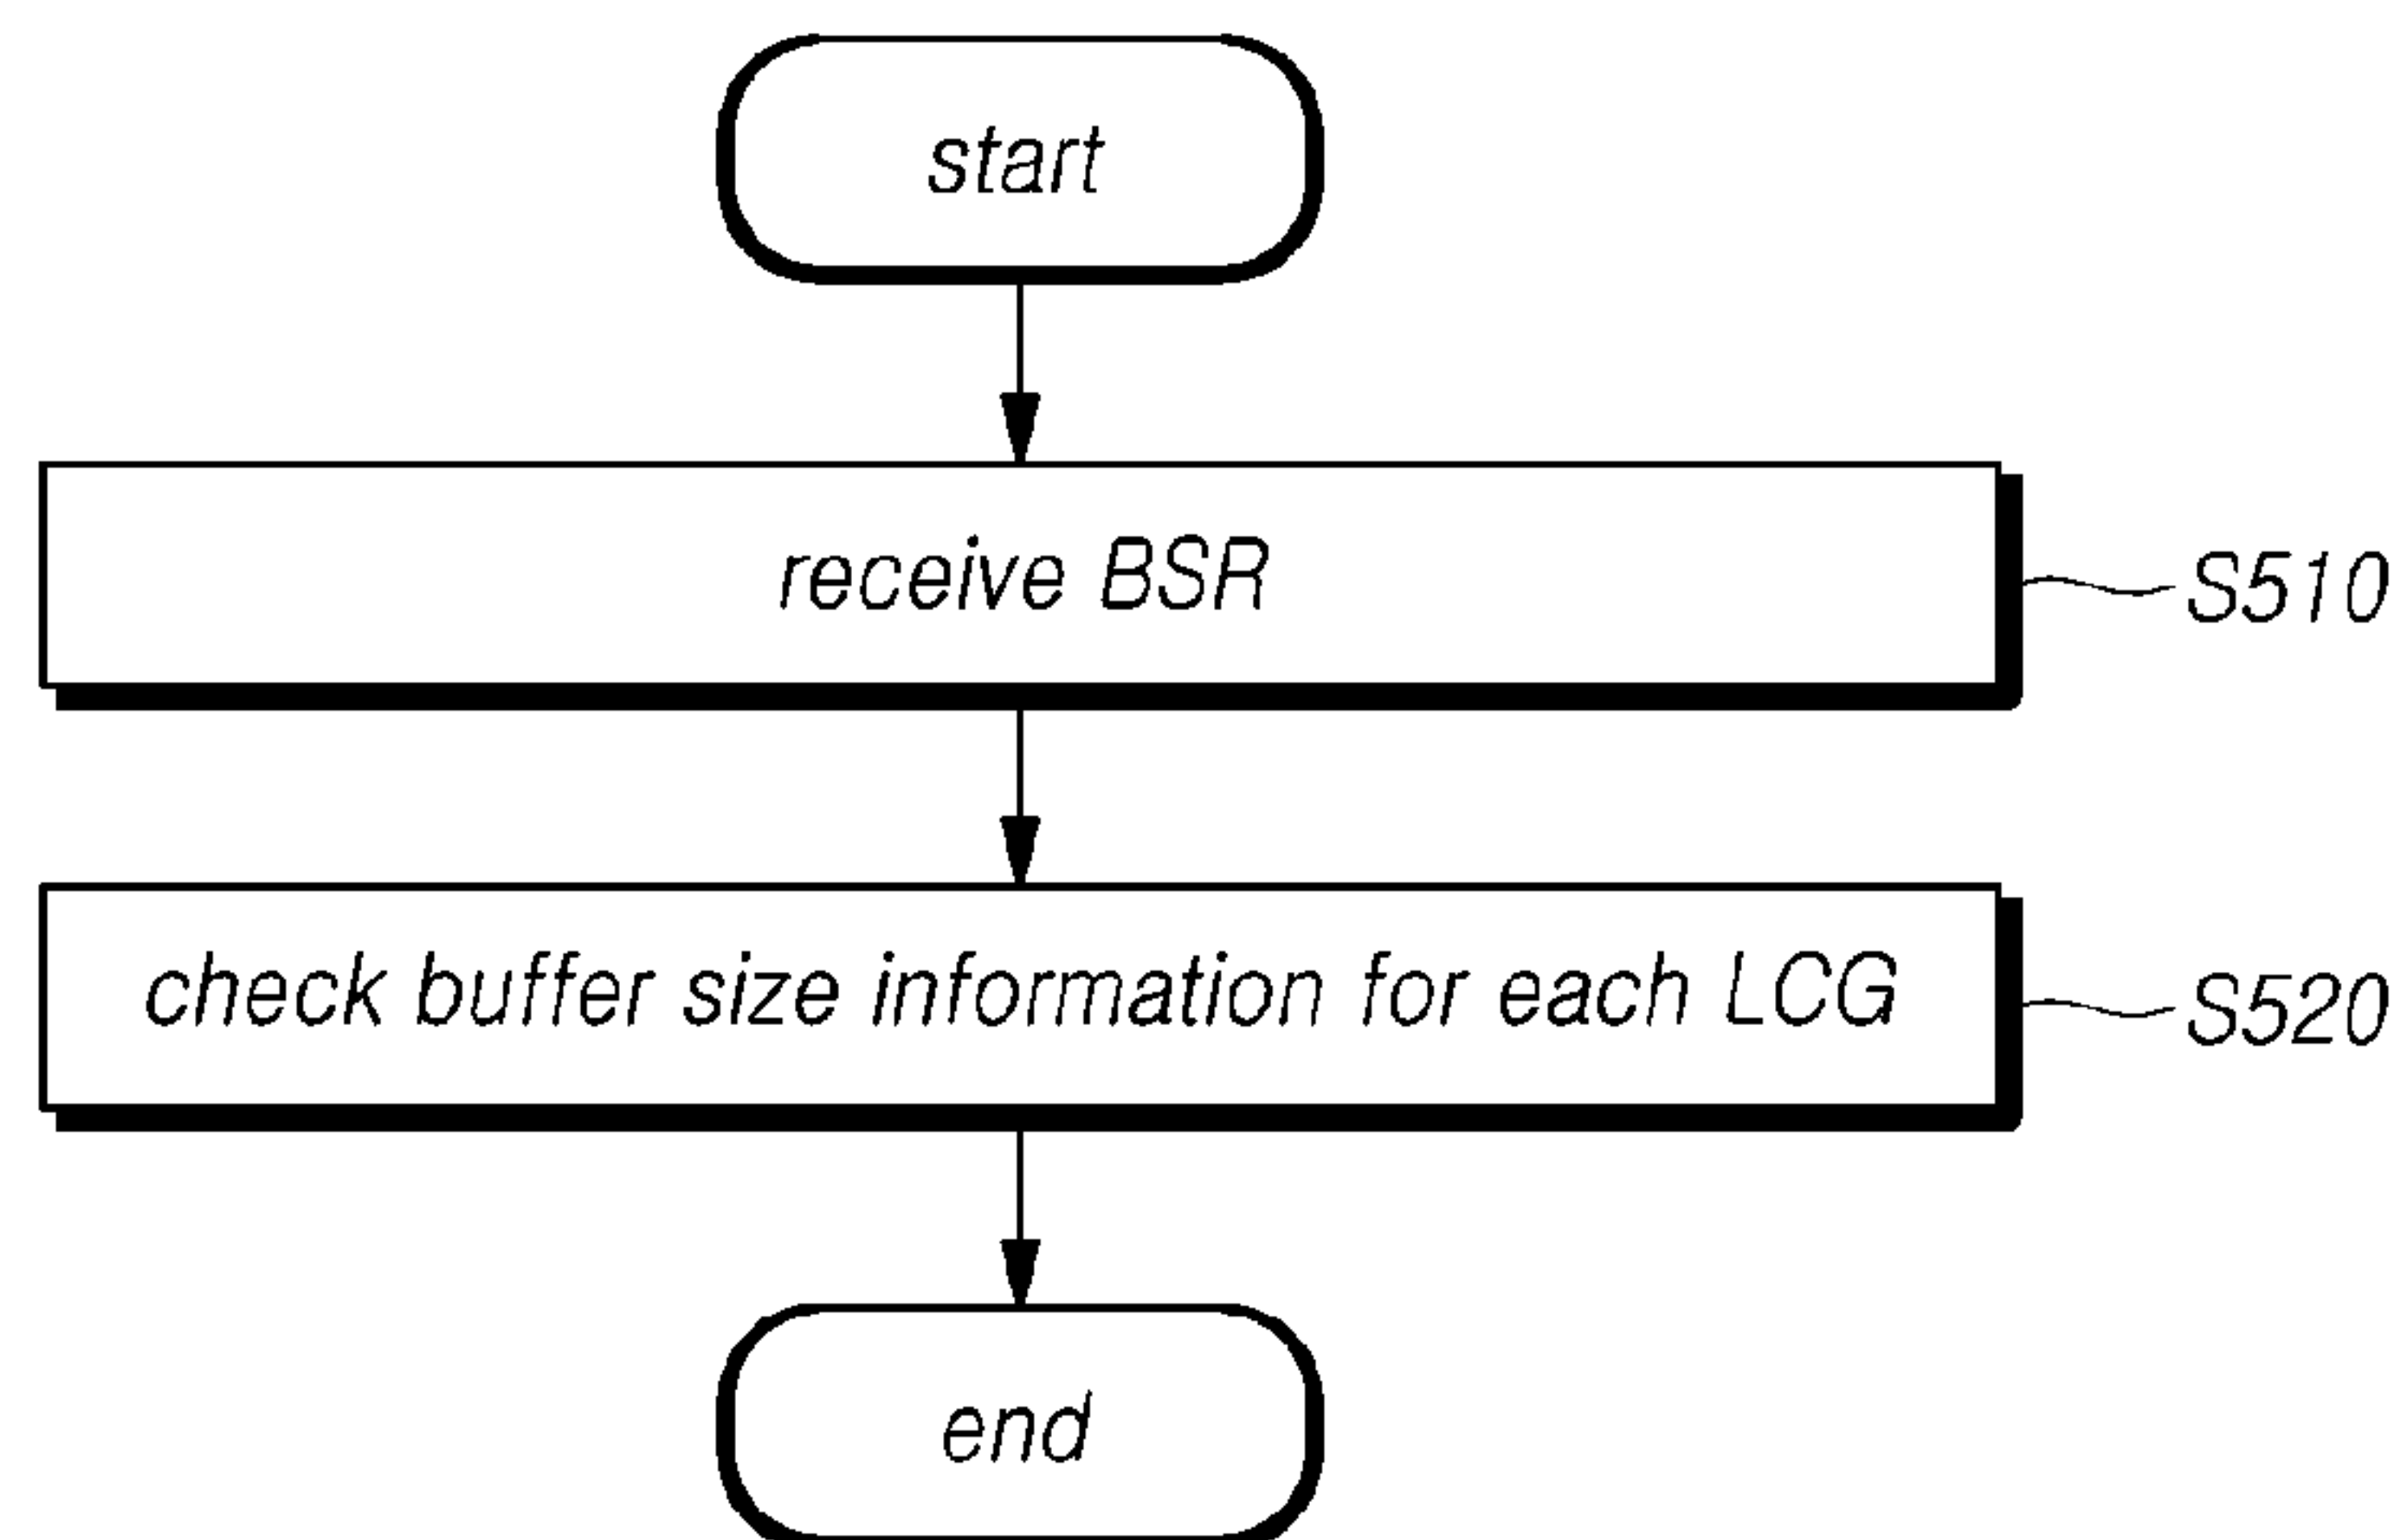 start
receive BSR
S510
check buffer size information for each LCG
S520
end